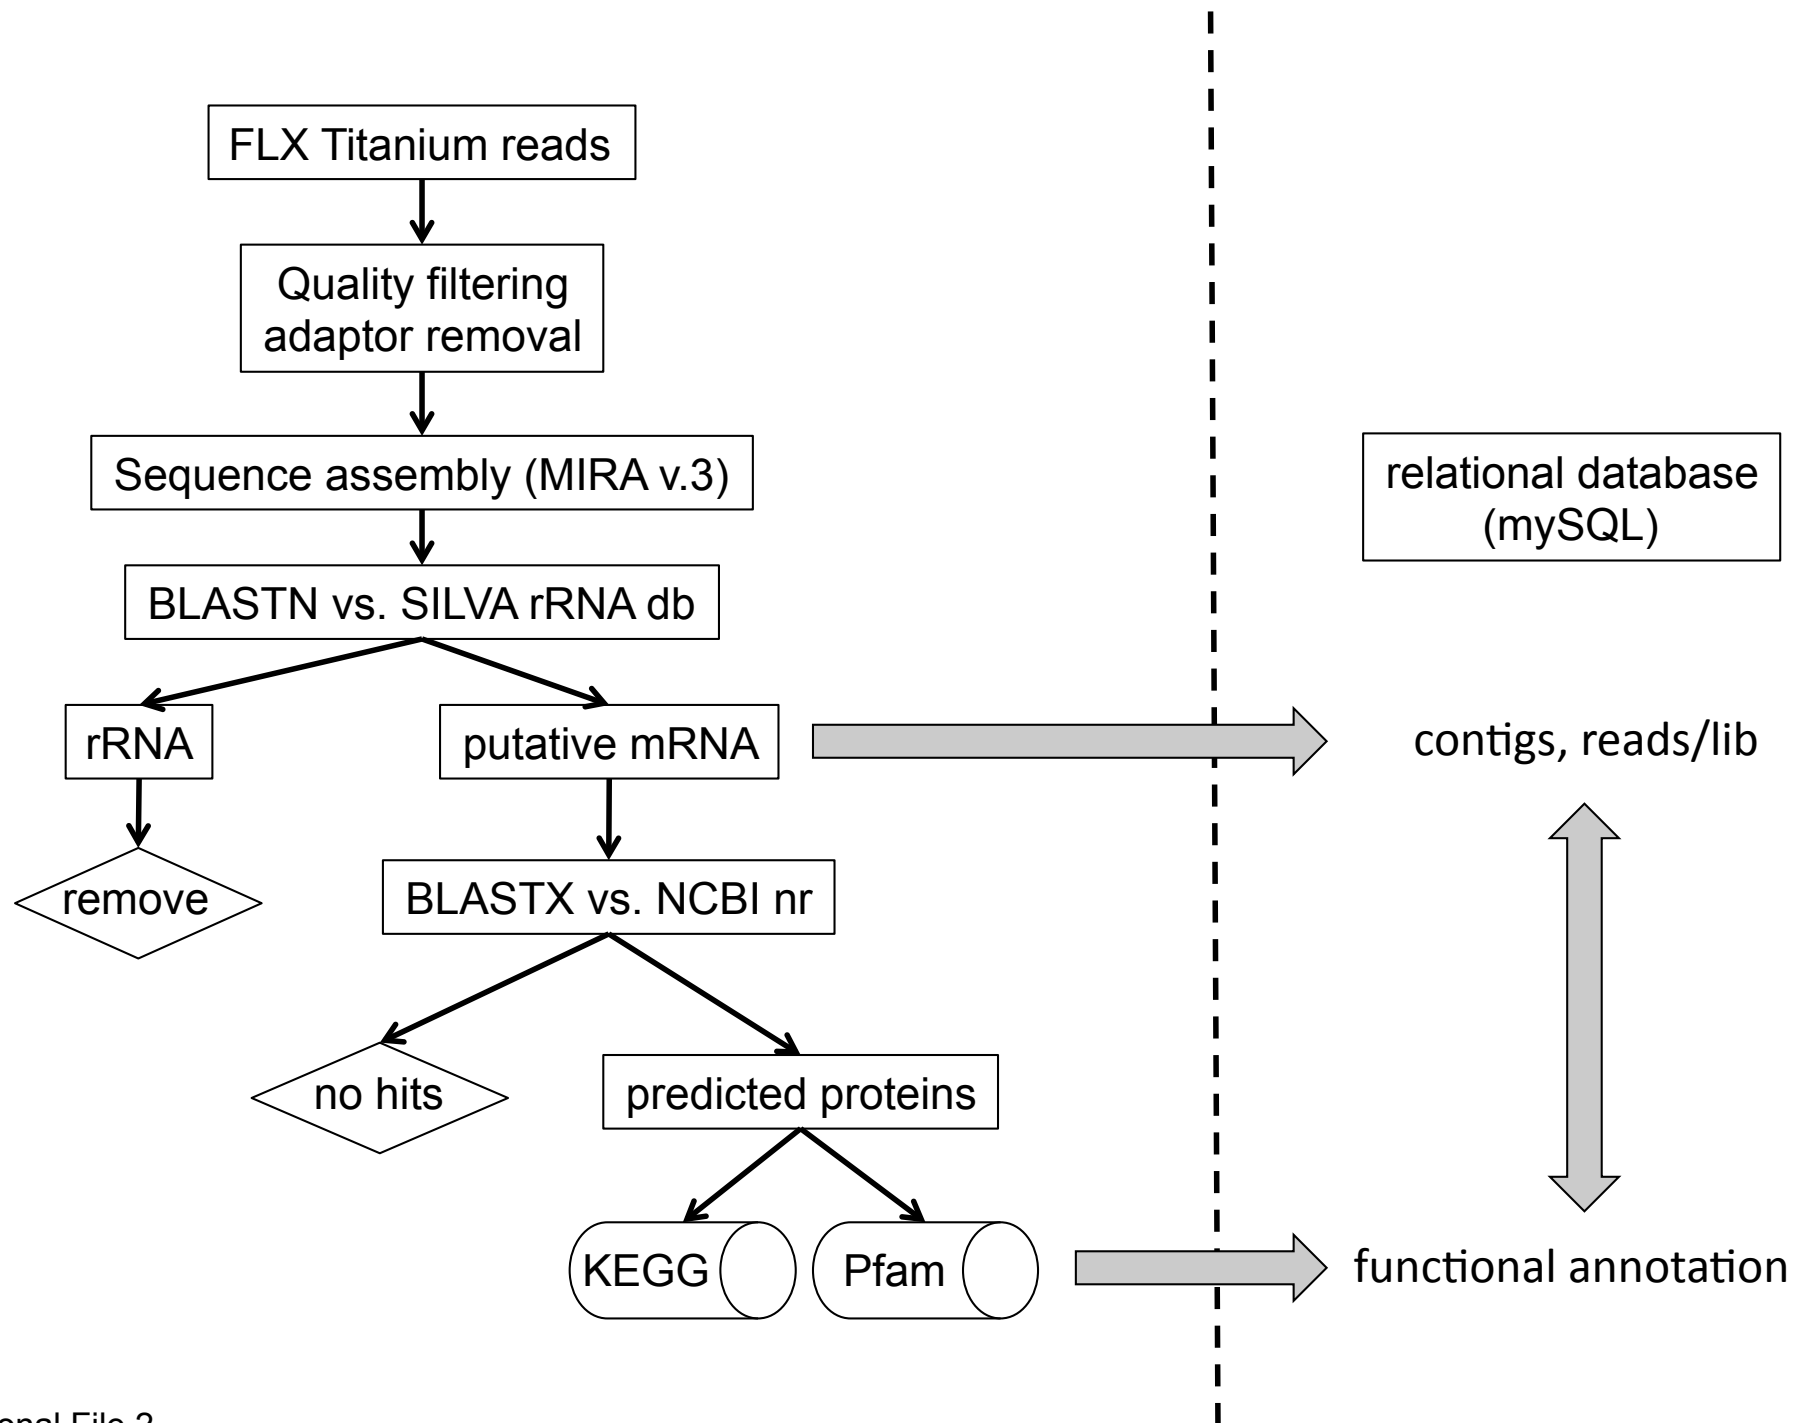 FLX Titanium reads
Quality filtering
adaptor removal
Sequence assembly (MIRA v.3)
relational database
(mySQL)
BLASTN vs. SILVA rRNA db
rRNA
putative mRNA
contigs, reads/lib
remove
BLASTX vs. NCBI nr
no hits
predicted proteins
KEGG
Pfam
functional annotation
File 2